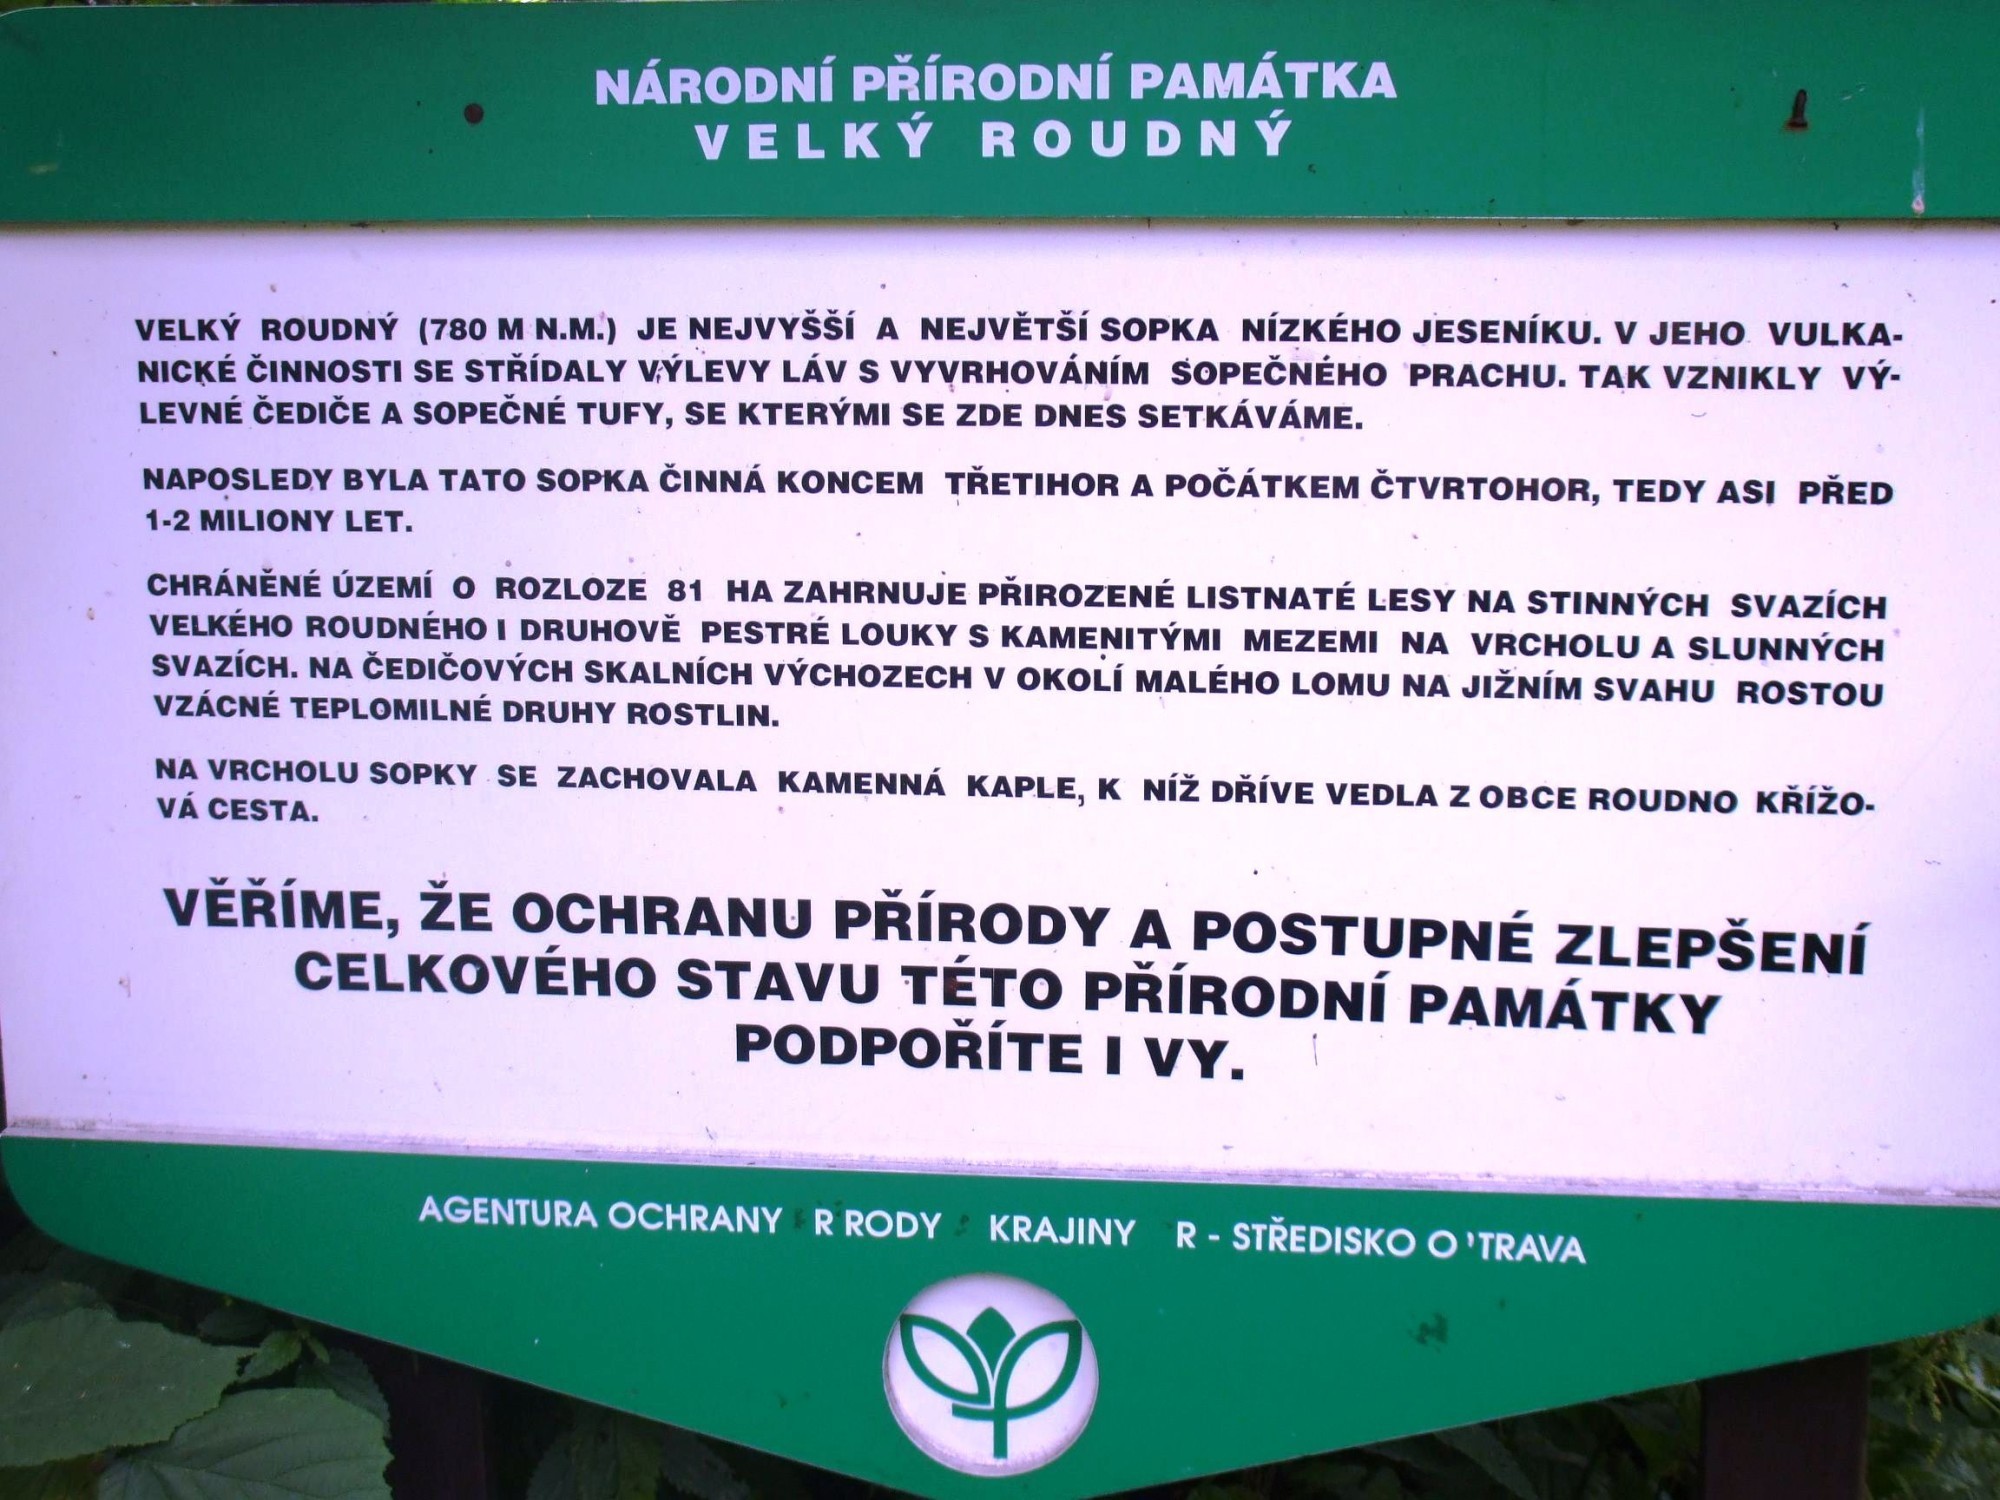 NÁRODNÍ PŘÍRODNÍ PAMÁTKA
VELKÝ ROUDNÝ
VELKÝ ROUDNÝ (780 M N.M.) JE NEJVYŠŠÍ A NEJVĚTŠÍ SOPKA NÍZKÉHO JESENÍKU. V JEHO VULKA-
NICKÉ ČINNOSTI SE STŘÍDALY VÝLEVY LÁV S VYVRHOVÁNÍM SOPEČNÉHO PRACHU. TAK VZNIKLY VÝ-
LEVNÉ ČEDIČE A SOPEČNÉ TUFY, SE KTERÝMI SE ZDE DNES SETKÁVÁME.
NAPOSLEDY BYLA TATO SOPKA ČINNÁ KONCEM TŘETIHOR A POČÁTKEM ČTVRTOHOR, TEDY ASI PŘED
1-2 MILIONY LET.
CHRÁNĚNÉ ÚZEMÍ O ROZLOZE 81 HA ZAHRNUJE PŘIROZENÉ LISTNATÉ LESY NA STINNÝCH SVAZÍCH
VELKÉHO ROUDNÉHO I DRUHOVĚ PESTRÉ LOUKY S KAMENITÝMI MEZEMI NA VRCHOLU A SLUNNÝCH
SVAZÍCH. NA ČEDIČOVÝCH SKALNÍCH VÝCHOZECH V OKOLÍ MALÉHO LOMU NA JIŽNÍM SVAHU ROSTOU
VZÁCNÉ TEPLOMILNÉ DRUHY ROSTLIN.
NA VRCHOLU SOPKY SE ZACHOVALA KAMENNÁ KAPLE, K NÍŽ DŘÍVE VEDLA Z OBCE ROUDNO KŘÍŽO-
VÁ CESTA.
VĚŘÍME, ŽE OCHRANU PŘÍRODY A POSTUPNÉ ZLEPŠENÍ
CELKOVÉHO STAVU TÉTO PŘÍRODNÍ PAMÁTKY
PODPOŘÍTE I VY.
AGENTURA OCHRANY R RODY KRAJINY R - STŘEDISKO O TRAVA